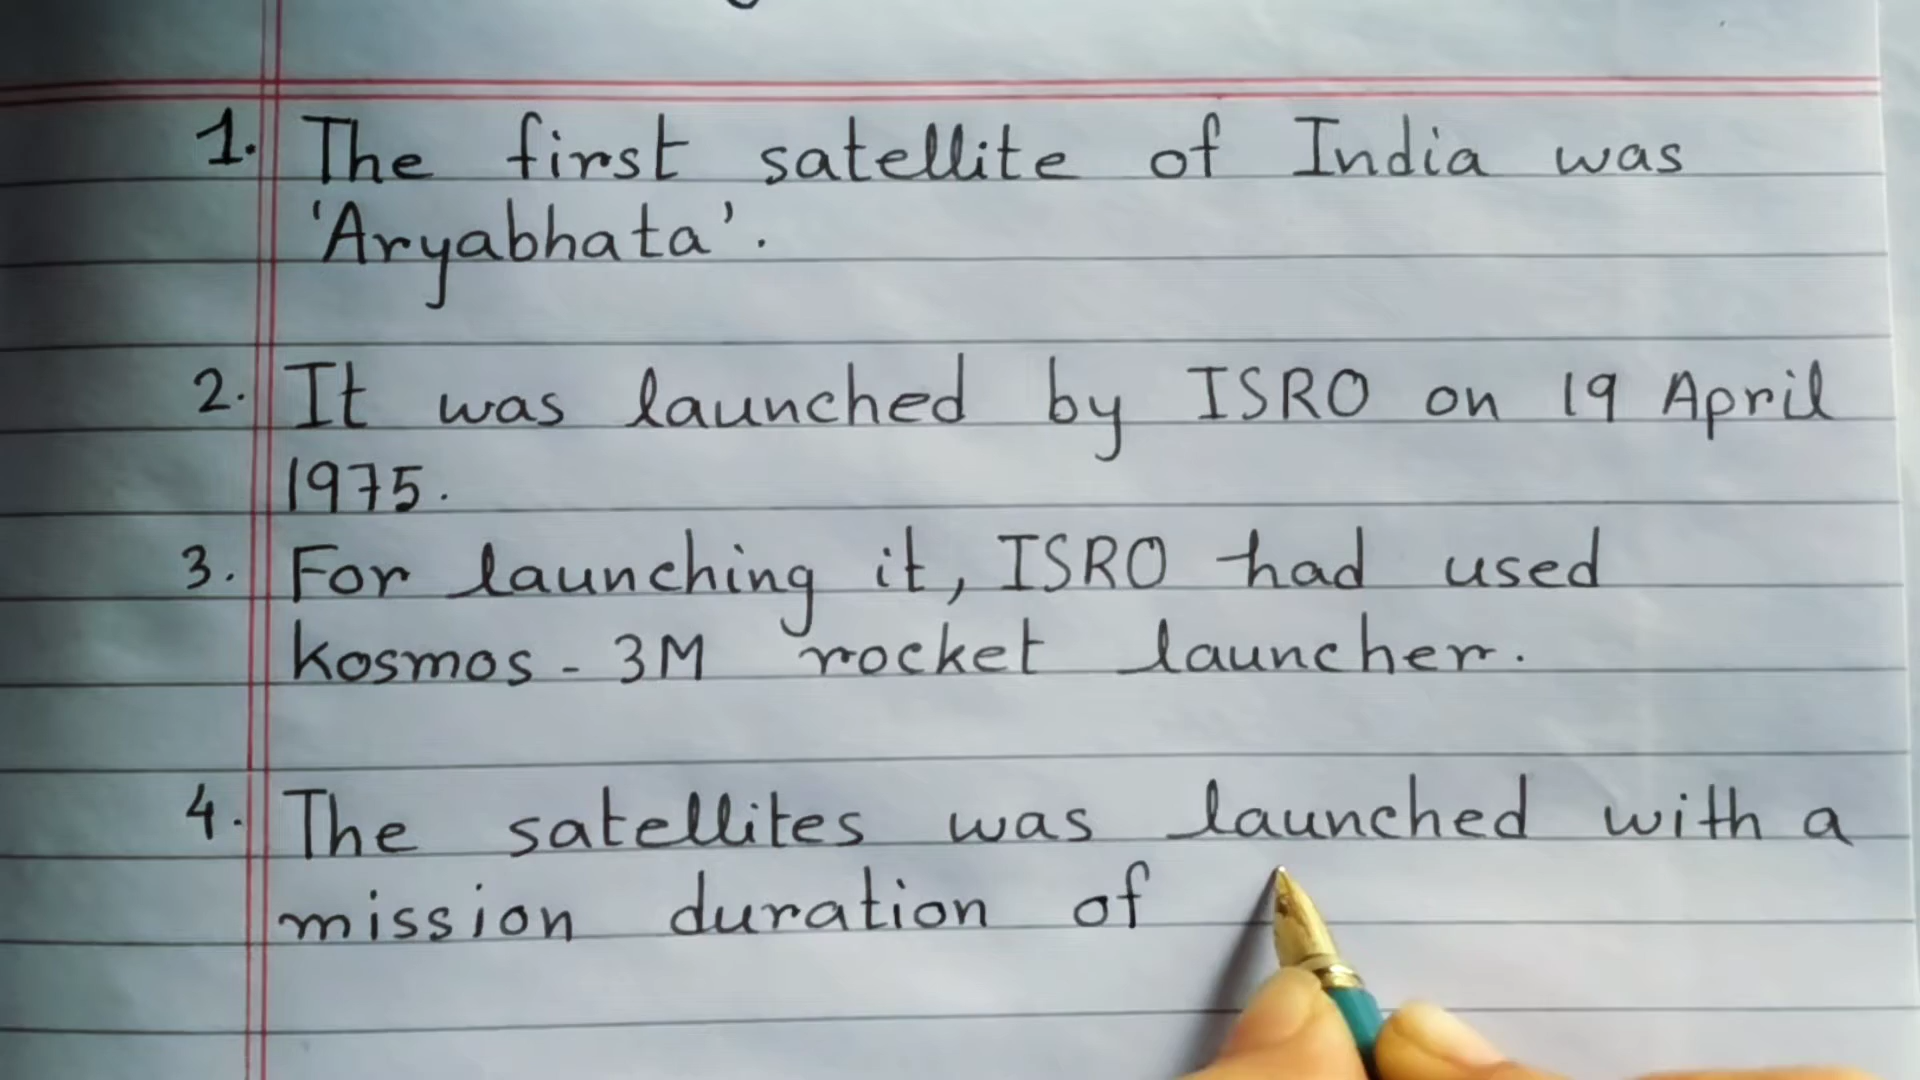 1. The first satellite of India was
'Aryabhata'.
2. It was launched by ISRO on 19 April
1975.
3. For launching it, ISRO had used
kosmos - 3M rocket launcher.
4. The satellites was launched with a
mission duration of